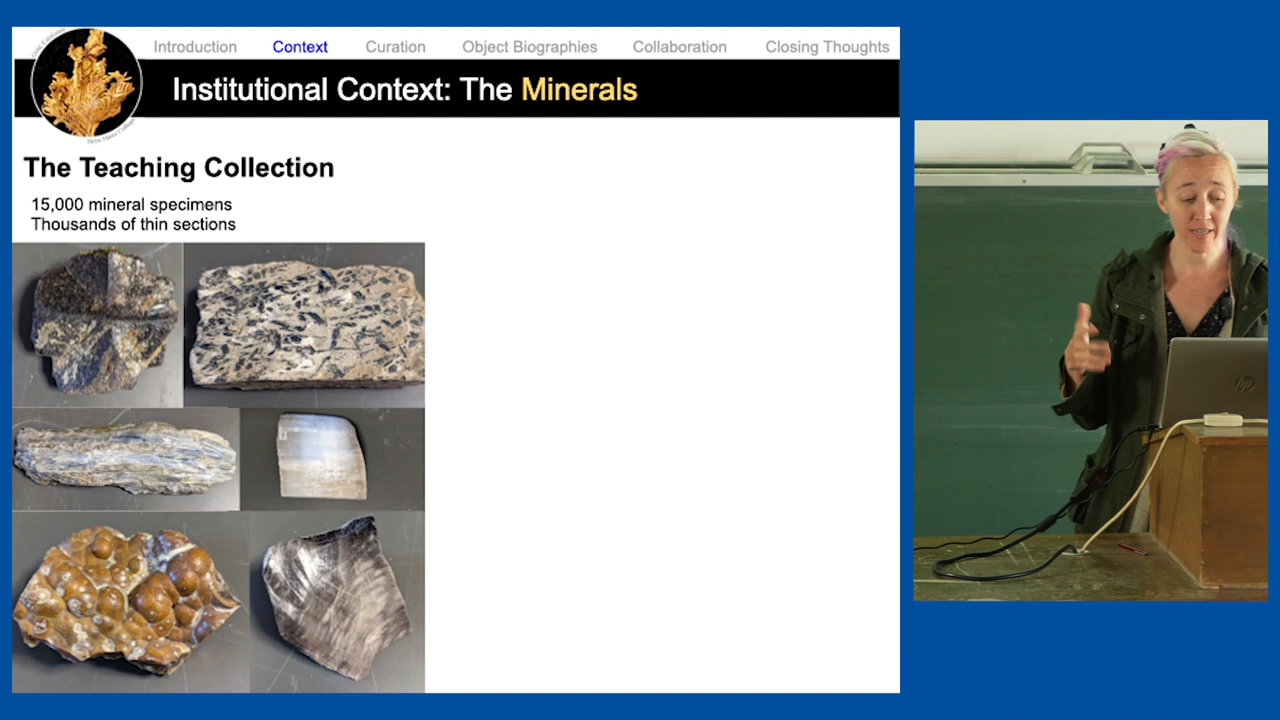 Introduction Context Curation Object Biographies Collaboration Closing Thoughts
Institutional Context: The Minerals
The Teaching Collection
15,000 mineral specimens
Thousands of thin sections
hp